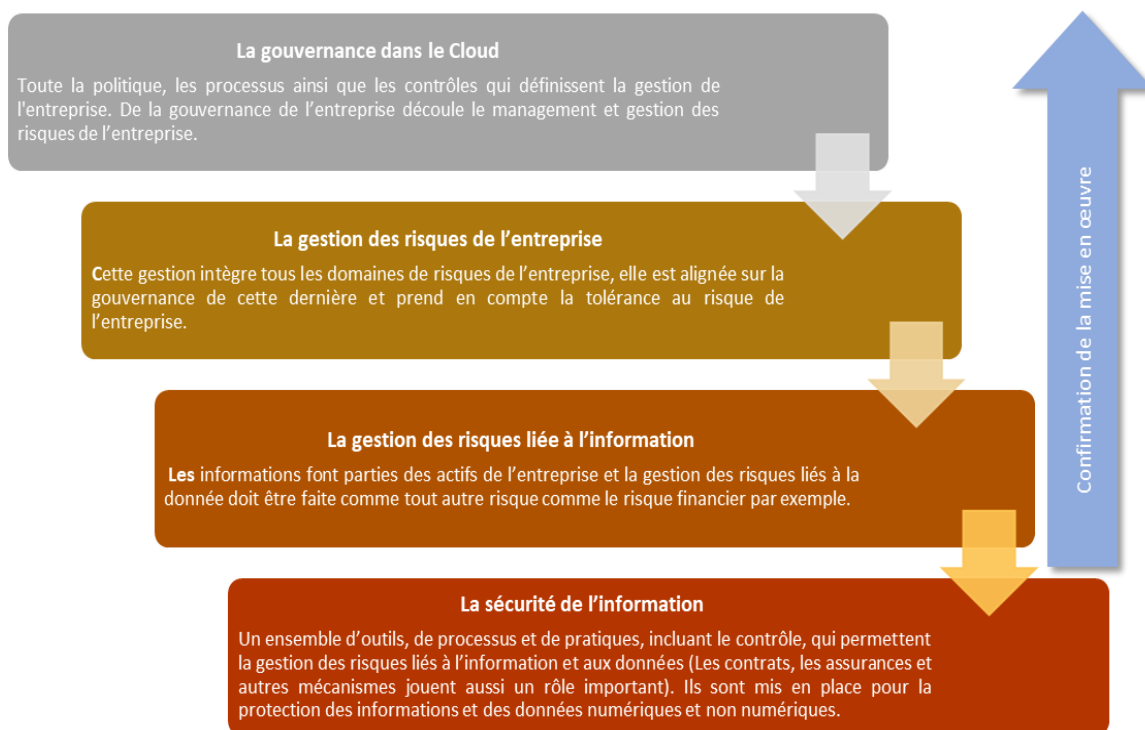 La gouvernance dans le Cloud
Toute la politique, les processus ainsi que les contrôles qui définissent la gestion de
l'entreprise. De la gouvernance de l’entreprise découle le management et gestion des
risques de l’entreprise.
La gestion des risques de l’entreprise
Cette gestion intègre tous les domaines de risques de l’entreprise, elle est alignée sur la
gouvernance de cette dernière et prend en compte la tolérance au risque de
l’entreprise.
La gestion des risques liée à l’information
Les informations font parties des actifs de l’entreprise et la gestion des risques liés à la
donnée doit être faite comme tout autre risque comme le risque financier par exemple.
La sécurité de l’information
Un ensemble d’outils, de processus et de pratiques, incluant le contrôle, qui permettent
la gestion des risques liés à l’information et aux données (Les contrats, les assurances et
autres mécanismes jouent aussi un rôle important). Ils sont mis en place pour la
protection des informations et des données numériques et non numériques.
Confirmation de la mise en œuvre